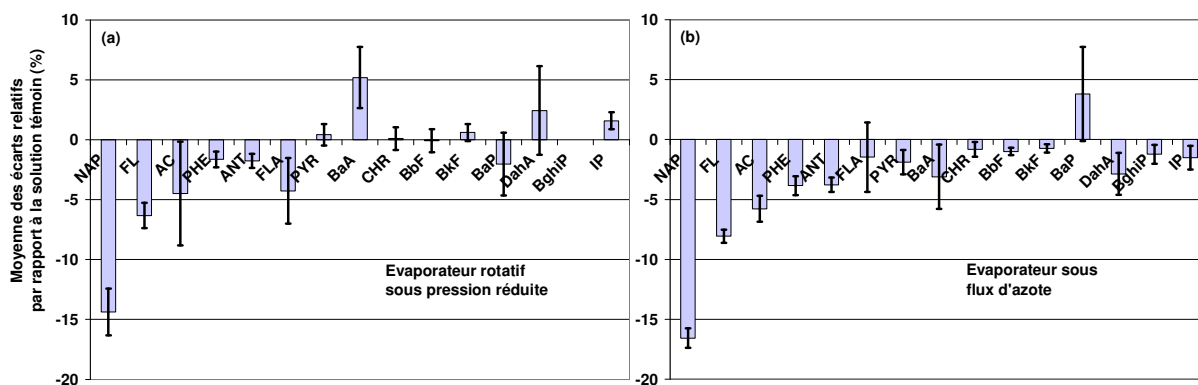 Moyenne des écarts relatifs
par rapport à la solution témoin (%)
10
5
0
-5
-10
-15
-20
(a)
NAP
FL
AC
PHE
ANT
FLA
PYR
BaA
CHR
BbF
BkF
BaP
DahA
BghiP
IP
Evaporateur rotatif
sous pression réduite
10
5
0
-5
-10
-15
-20
(b)
NAP
FL
AC
PHE
ANT
FLA
PYR
BaA
CHR
BbF
BkF
BaP
DahA
BghiP
IP
Evaporateur sous
flux d'azote